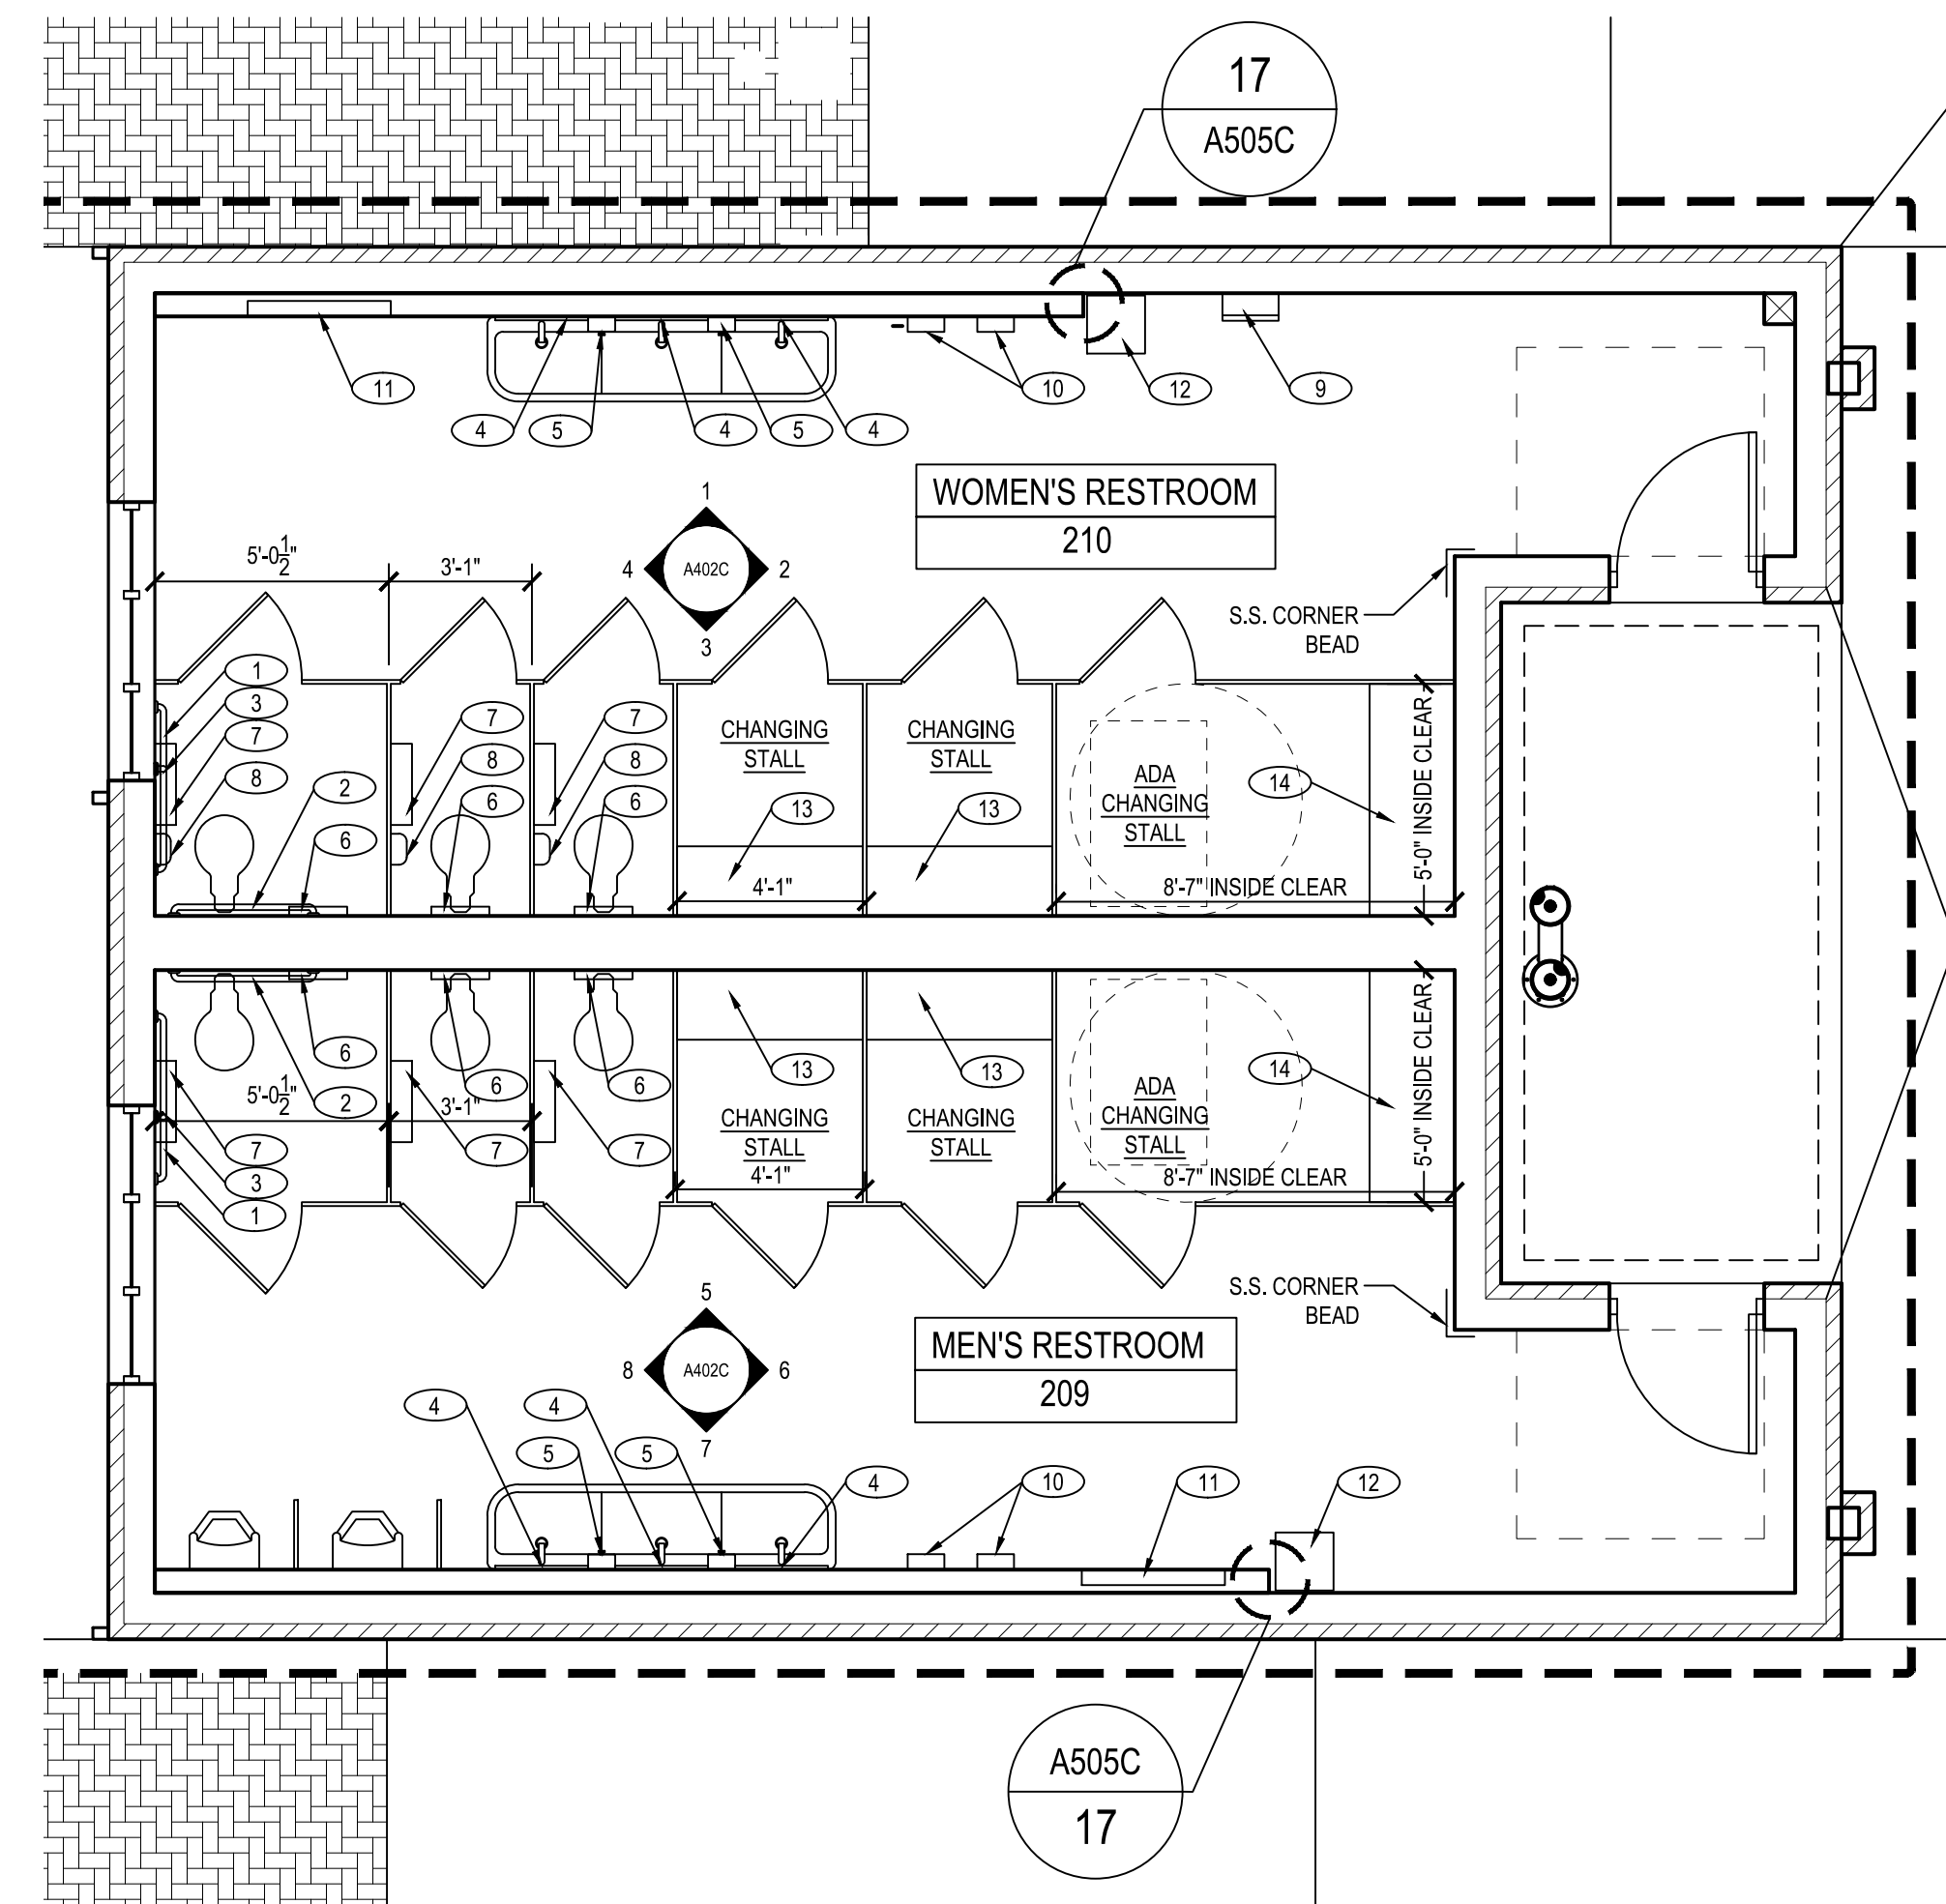 17
A505C
11
10
12
9
4
5
4
5
4
WOMEN'S RESTROOM
210
1
4
A402C
2
3
5'-0 1/2"
3'-1"
S.S. CORNER
BEAD
1
3
7
8
2
6
7
8
6
7
8
6
CHANGING
STALL
13
4'-1"
CHANGING
STALL
13
ADA
CHANGING
STALL
14
8'-7" INSIDE CLEAR
5'-0" INSIDE CLEAR
6
2
5'-0 1/2"
3'-1"
7
3
1
6
7
6
7
13
CHANGING
STALL
4'-1"
13
CHANGING
STALL
14
ADA
CHANGING
STALL
8'-7" INSIDE CLEAR
5'-0" INSIDE CLEAR
S.S. CORNER
BEAD
5
8
A402C
6
7
MEN'S RESTROOM
209
4
4
5
5
4
10
11
12
A505C
17